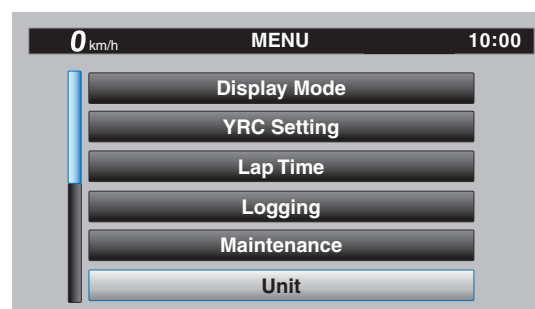 0 km/h MENU 10:00
Display Mode
YRC Setting
Lap Time
Logging
Maintenance
Unit